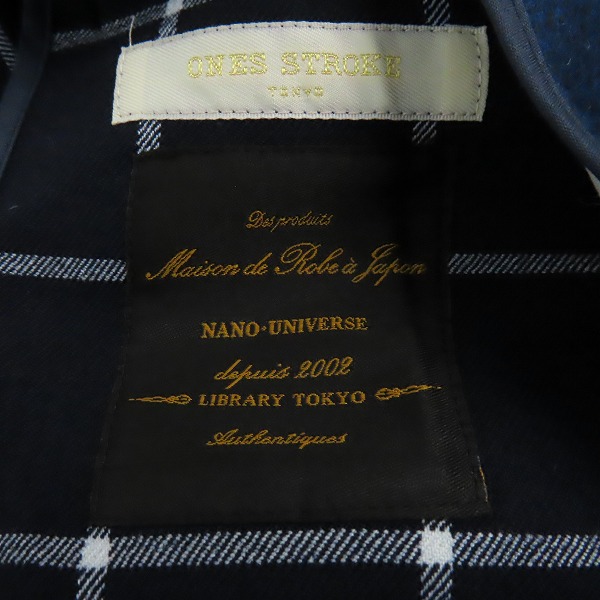 ONES STROKE
TOKYO
Des produits
Maison de Robe à Japon
NANO·UNIVERSE
depuis 2002
LIBRARY TOKYO
Authentiques